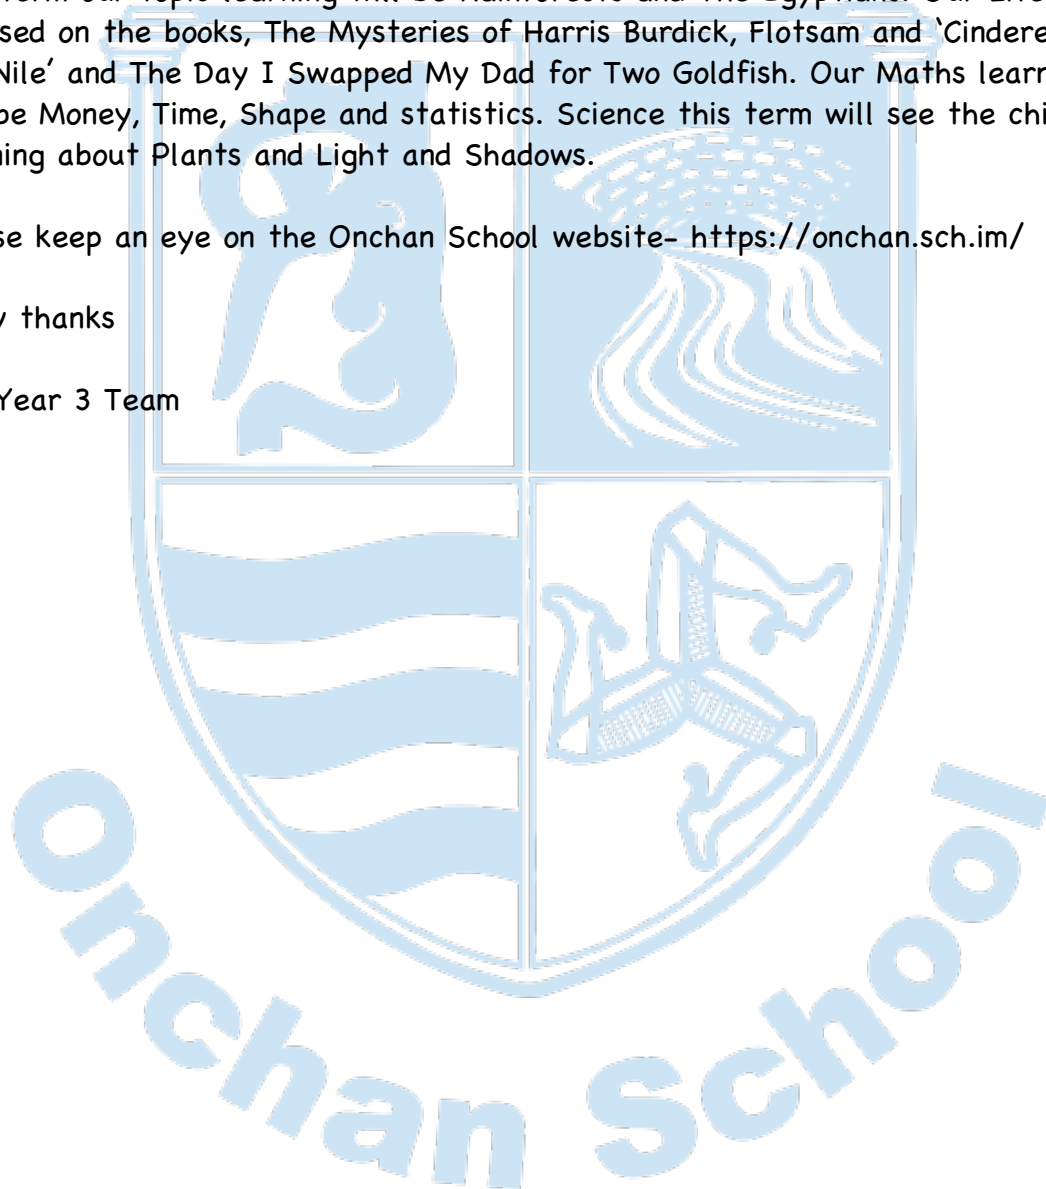 our Topic learning will be Rainforests and The Egyptians. Our
sed on the books, The Mysteries of Harris Burdick, Flotsam and ‘Cindere
Nile’ and The Day I Swapped My Dad for Two Goldfish. Our Maths learn
be Money, Time, Shape and statistics. Science this term will see the chi
ning about Plants and Light and Shadows.
se keep an eye on the Onchan School website- https://onchan.sch.im/
y thanks
Year 3 Team
Onchan School